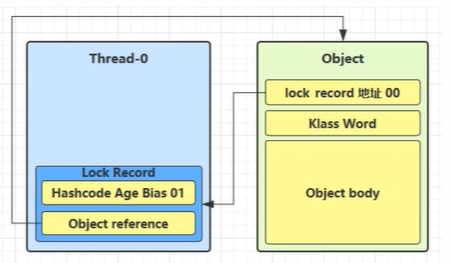 Thread-0
Lock Record
Hashcode Age Bias 01
Object reference
Object
lock record 地址 00
Klass Word
Object body